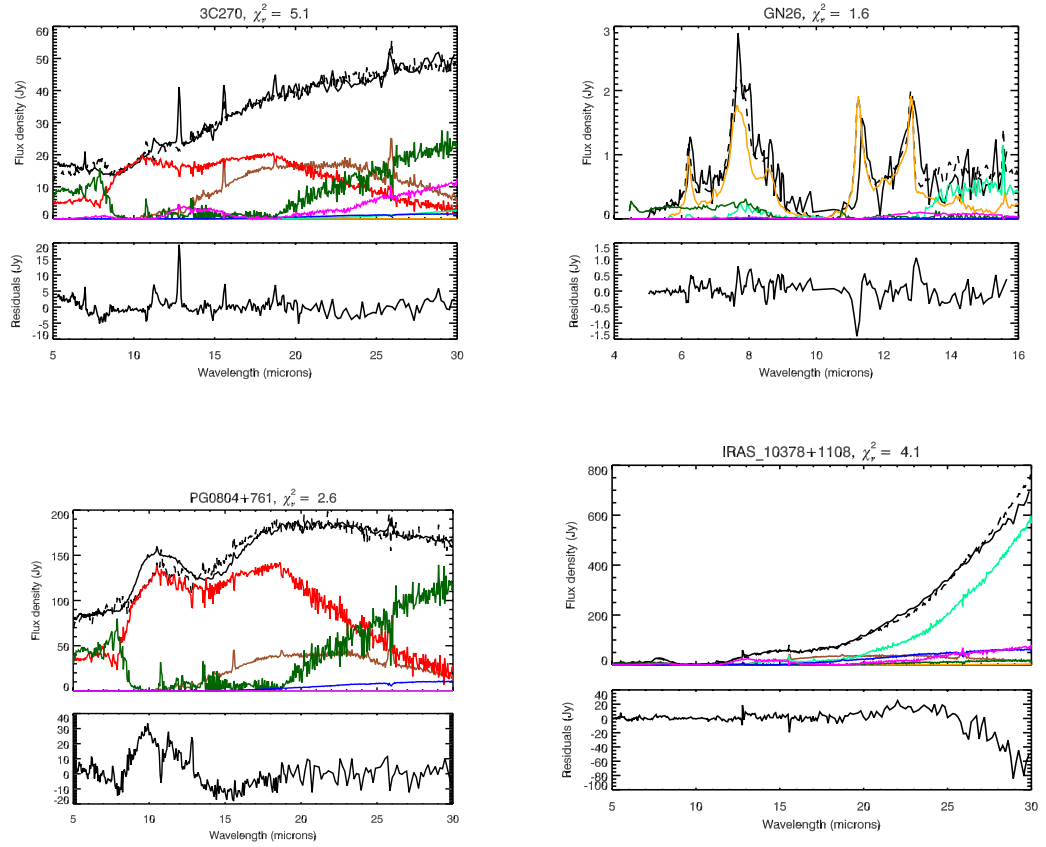 3C270, χ²ᵥ = 5.1
60
50
40
30
20
10
0
Flux density (Jy)
20
15
10
5
0
-5
-10
Residuals (Jy)
5 10 15 20 25 30
Wavelength (microns)
GN26, χ²ᵥ = 1.6
3
2
1
0
Flux density (Jy)
1.5
1.0
0.5
0.0
-0.5
-1.0
-1.5
Residuals (Jy)
4 6 8 10 12 14 16
Wavelength (microns)
PG0804+761, χ²ᵥ = 2.6
200
150
100
50
0
Flux density (Jy)
40
30
20
10
0
-10
-20
Residuals (Jy)
5 10 15 20 25 30
Wavelength (microns)
IRAS_10378+1108, χ²ᵥ = 4.1
800
600
400
200
0
Flux density (Jy)
40
20
0
-20
-40
-60
-80
-100
Residuals (Jy)
5 10 15 20 25 30
Wavelength (microns)